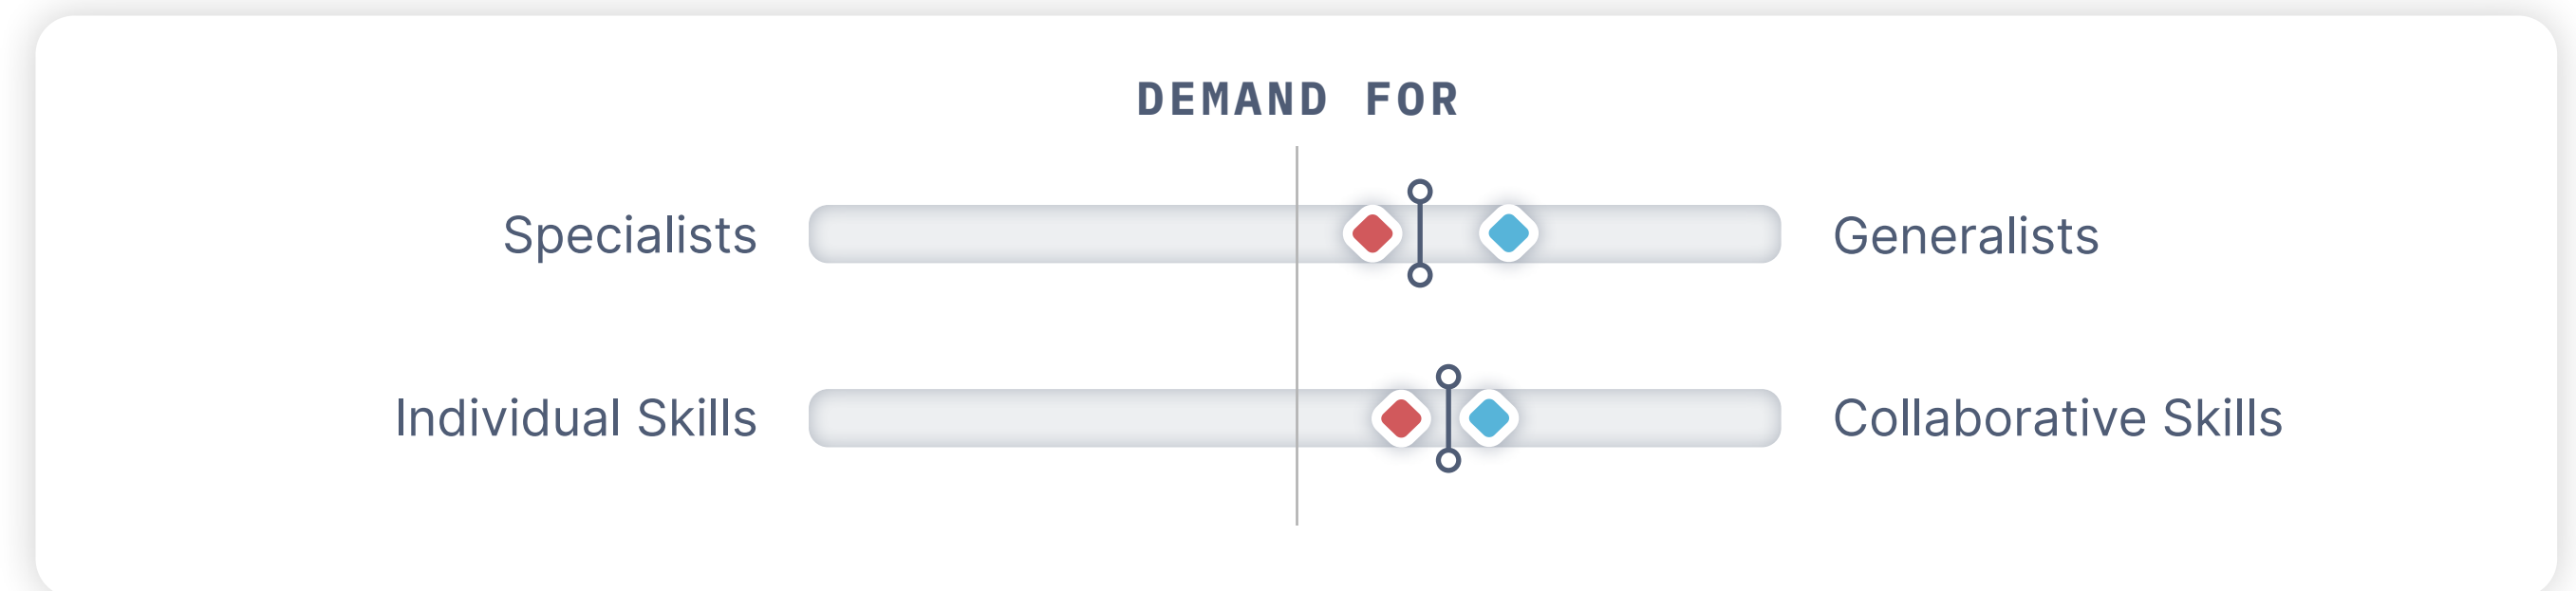 DEMAND FOR
Specialists
Generalists
Individual Skills
Collaborative Skills